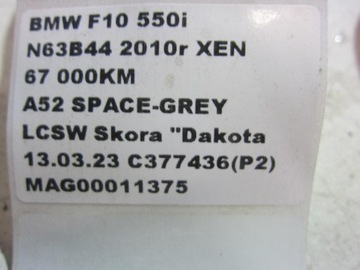 BMW F10 550i
N63B44 2010r XEN
67 000KM
A52 SPACE-GREY
LCSW Skora "Dakota
13.03.23 C377436(P2)
MAG00011375